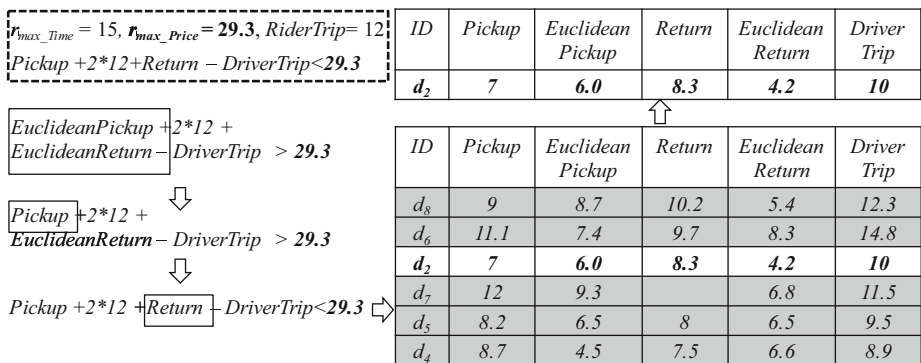 r_max_Time = 15, r_max_Price = 29.3, RiderTrip= 12
Pickup +2*12+Return – DriverTrip<29.3
EuclideanPickup +2*12 +
EuclideanReturn – DriverTrip > 29.3
Pickup +2*12 +
EuclideanReturn – DriverTrip > 29.3
Pickup +2*12 +Return – DriverTrip<29.3
ID Pickup Euclidean Pickup Return Euclidean Return Driver Trip
d2 7 6.0 8.3 4.2 10
ID Pickup Euclidean Pickup Return Euclidean Return Driver Trip
d8 9 8.7 10.2 5.4 12.3
d6 11.1 7.4 9.7 8.3 14.8
d2 7 6.0 8.3 4.2 10
d7 12 9.3 6.8 11.5
d5 8.2 6.5 8 6.5 9.5
d4 8.7 4.5 7.5 6.6 8.9